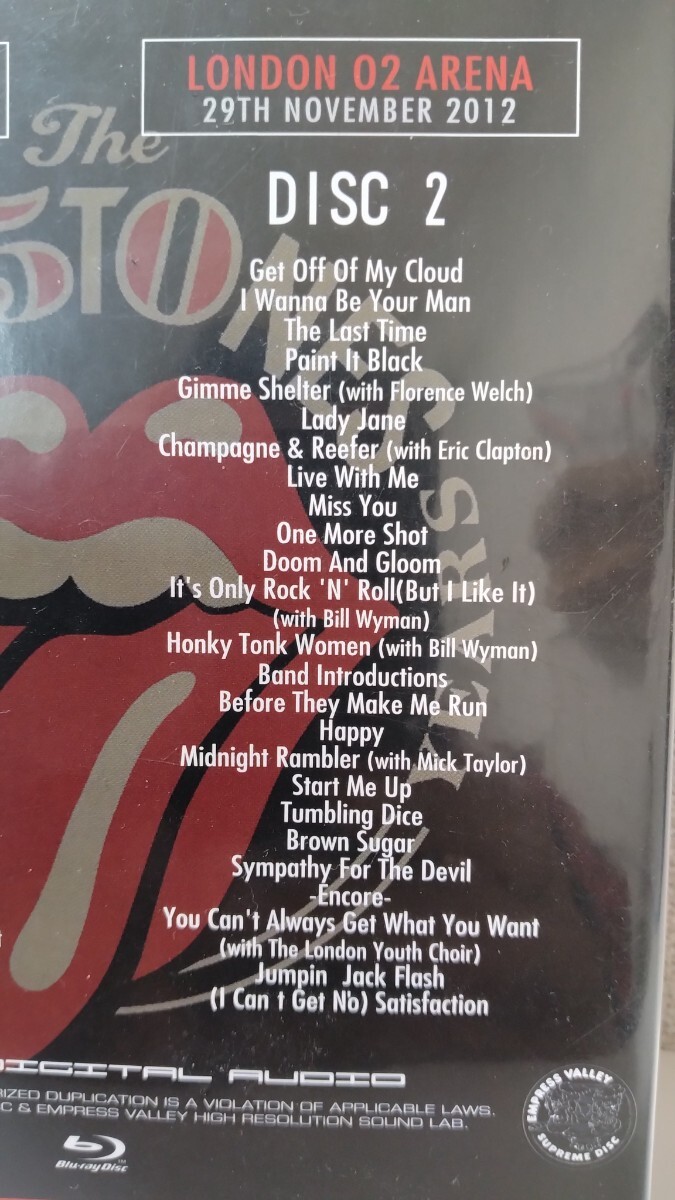 LONDON O2 ARENA
29TH NOVEMBER 2012
The
STONES
YEARS
DISC 2
Get Off Of My Cloud
I Wanna Be Your Man
The Last Time
Paint It Black
Gimme Shelter (with Florence Welch)
Lady Jane
Champagne & Reefer (with Eric Clapton)
Live With Me
Miss You
One More Shot
Doom And Gloom
It's Only Rock 'N' Roll(But I Like It)
(with Bill Wyman)
Honky Tonk Women (with Bill Wyman)
Band Introductions
Before They Make Me Run
Happy
Midnight Rambler (with Mick Taylor)
Start Me Up
Tumbling Dice
Brown Sugar
Sympathy For The Devil
-Encore-
You Can't Always Get What You Want
(with The London Youth Choir)
Jumpin Jack Flash
(I Can t Get No) Satisfaction
DIGITAL AUDIO
RIZED DUPLICATION IS A VIOLATION OF APPLICABLE LAWS.
C & EMPRESS VALLEY HIGH RESOLUTION SOUND LAB.
Blu-ray Disc
EMPRESS VALLEY
SUPREME DISC